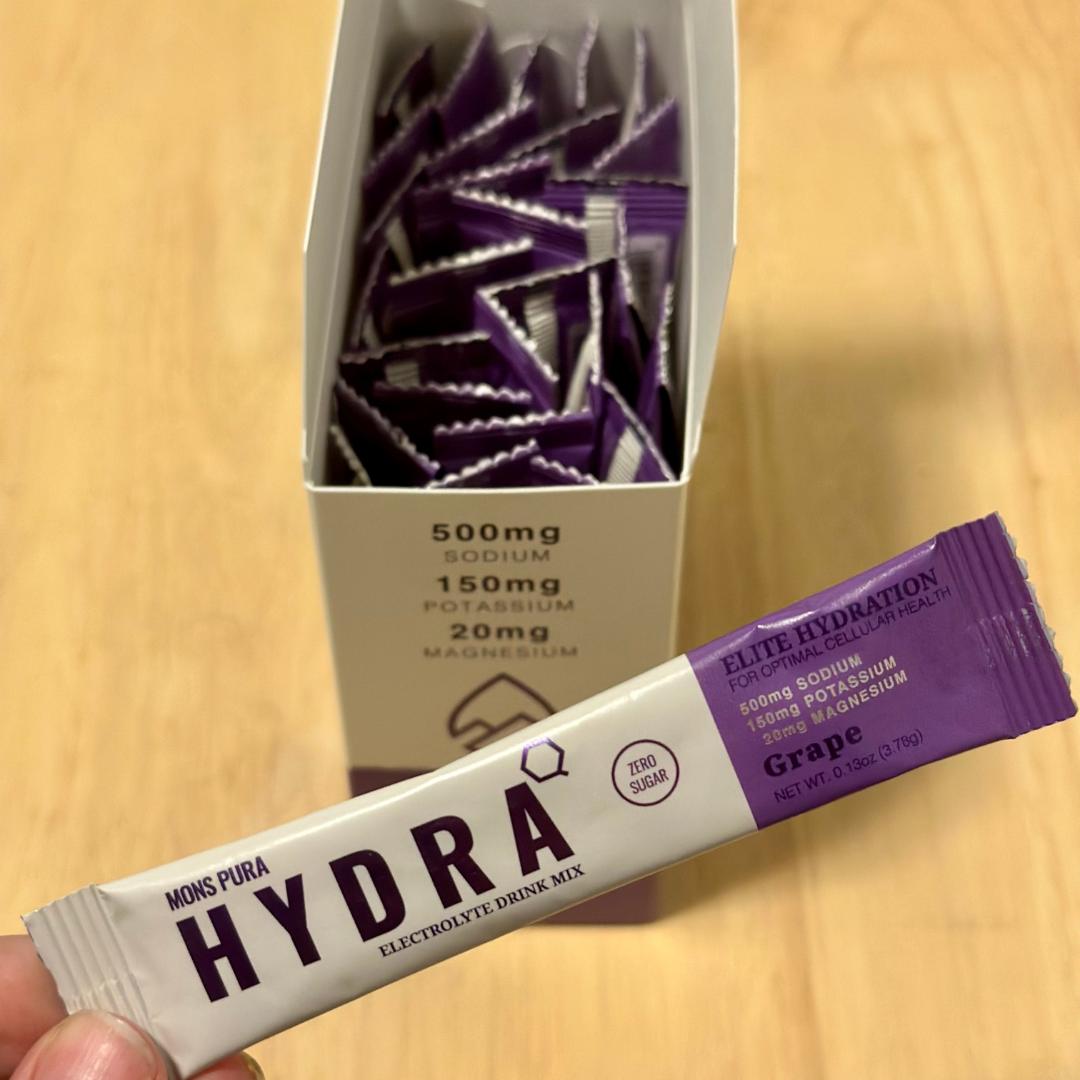 500mg
SODIUM
150mg
POTASSIUM
20mg
MAGNESIUM
MONS PURA
HYDRA
ELECTROLYTE DRINK MIX
ZERO
SUGAR
ELITE HYDRATION
FOR OPTIMAL CELLULAR HEALTH
500mg SODIUM
150mg POTASSIUM
20mg MAGNESIUM
Grape
NET WT. 0.13oz (3.78g)